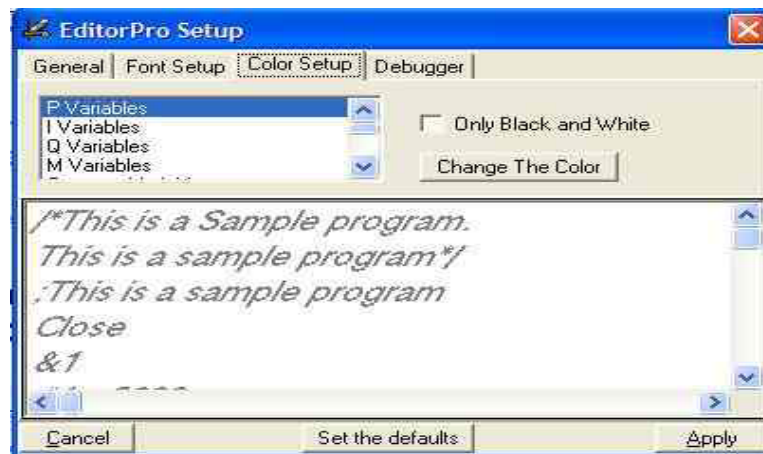 EditorPro Setup
General Font Setup Color Setup Debugger
P Variables
I Variables
Q Variables
M Variables
Only Black and White
Change The Color
/*This is a Sample program.
This is a sample program*/
;This is a sample program
Close
&1
Cancel Set the defaults Apply